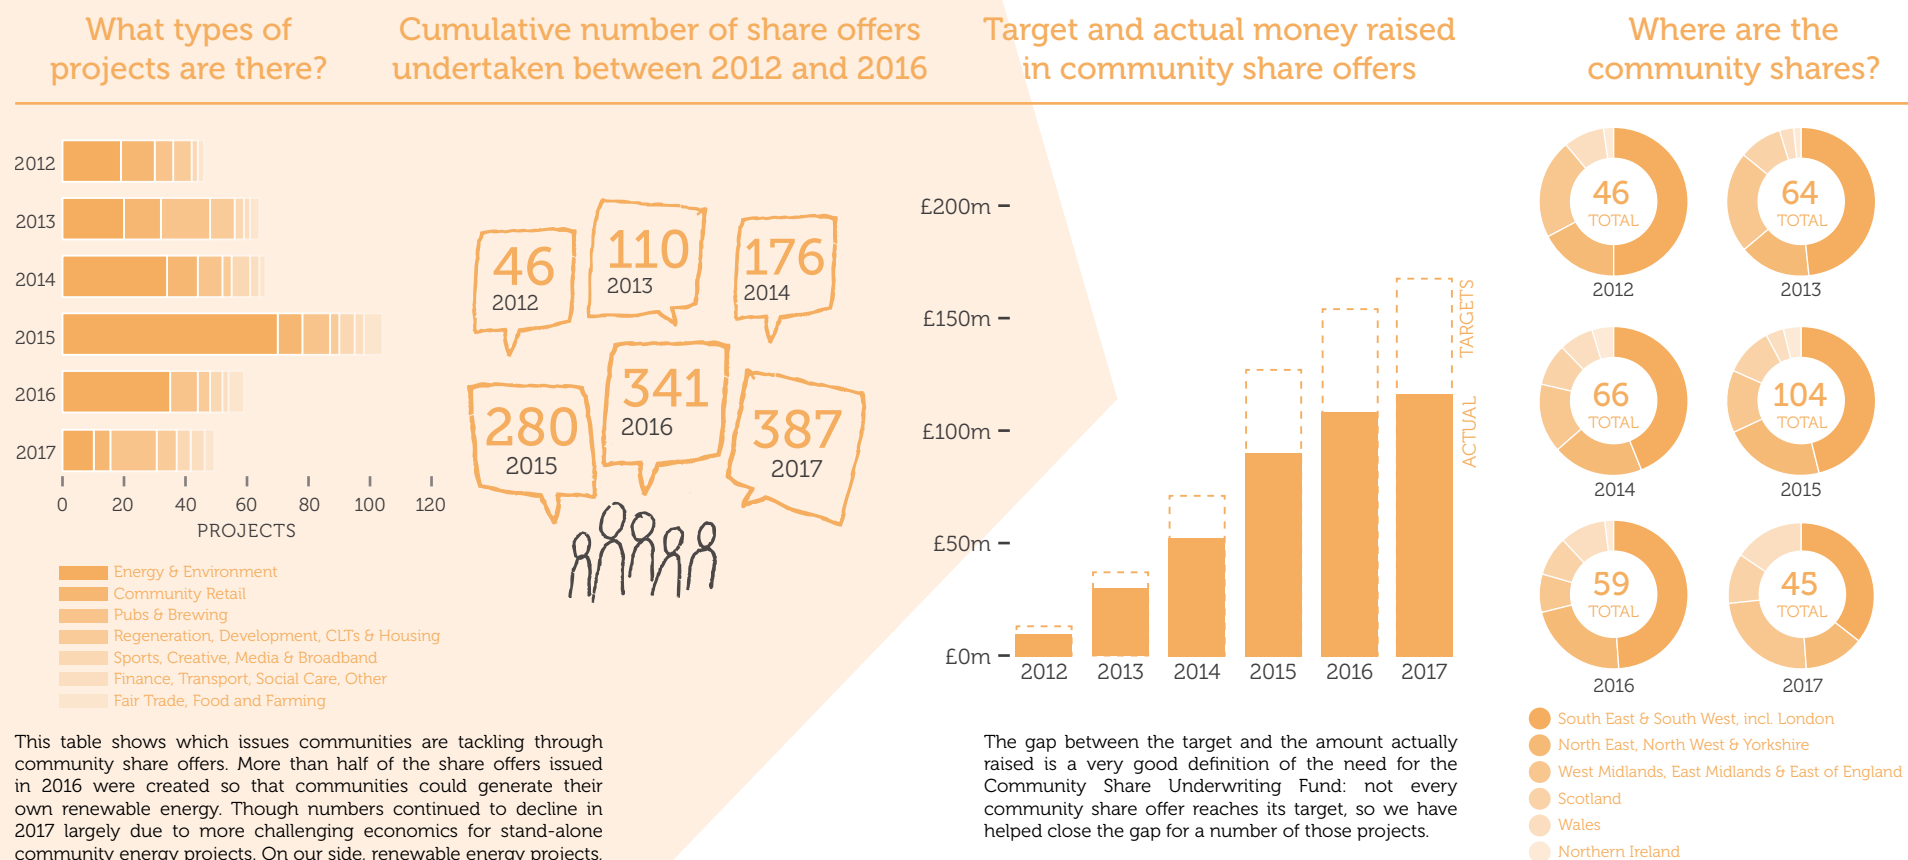 What types of
projects are there?
Cumulative number of share offers
undertaken between 2012 and 2016
Target and actual money raised
in community share offers
Where are the
community shares?
2012
2013
2014
2015
2016
2017
0 20 40 60 80 100 120
PROJECTS
Energy & Environment
Community Retail
Pubs & Brewing
Regeneration, Development, CLTs & Housing
Sports, Creative, Media & Broadband
Finance, Transport, Social Care, Other
Fair Trade, Food and Farming
This table shows which issues communities are tackling through
community share offers. More than half of the share offers issued
in 2016 were created so that communities could generate their
own renewable energy. Though numbers continued to decline in
2017 largely due to more challenging economics for stand-alone
community energy projects. On our side, renewable energy projects,
46
2012
110
2013
176
2014
280
2015
341
2016
387
2017
£200m
£150m
£100m
£50m
£0m
2012 2013 2014 2015 2016 2017
TARGETS
ACTUAL
The gap between the target and the amount actually
raised is a very good definition of the need for the
Community Share Underwriting Fund: not every
community share offer reaches its target, so we have
helped close the gap for a number of those projects.
46
TOTAL
2012
64
TOTAL
2013
66
TOTAL
2014
104
TOTAL
2015
59
TOTAL
2016
45
TOTAL
2017
South East & South West, incl. London
North East, North West & Yorkshire
West Midlands, East Midlands & East of England
Scotland
Wales
Northern Ireland